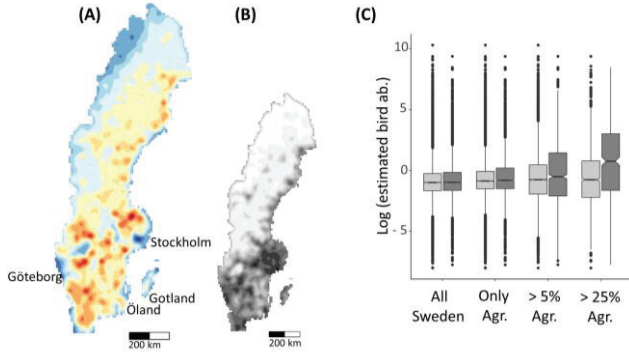 (A)
(B)
(C)
Stockholm
Göteborg
Gotland
Öland
200 km
200 km
Log (estimated bird ab.)
10
5
0
- 5
All
Sweden
Only
Agr.
> 5%
Agr.
> 25%
Agr.